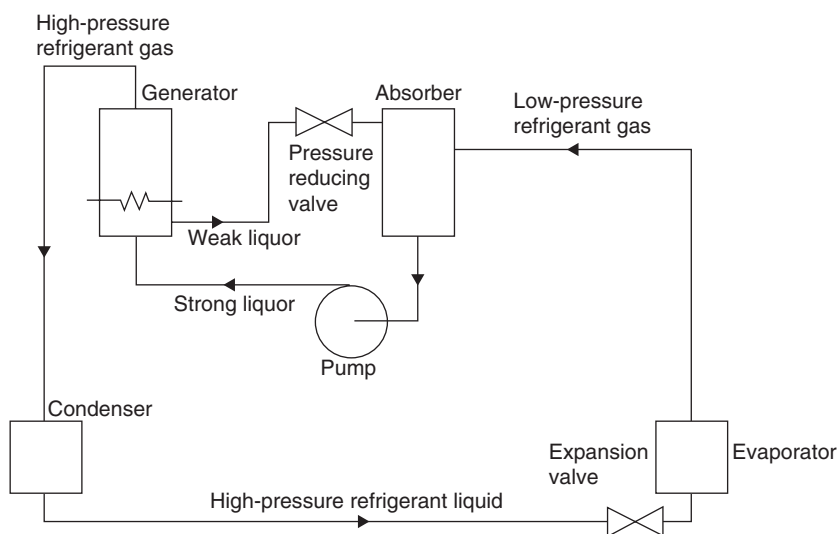 High-pressure
refrigerant gas
Generator
Absorber
Low-pressure
refrigerant gas
Pressure
reducing
valve
Weak liquor
Strong liquor
Pump
Condenser
Expansion
valve
Evaporator
High-pressure refrigerant liquid